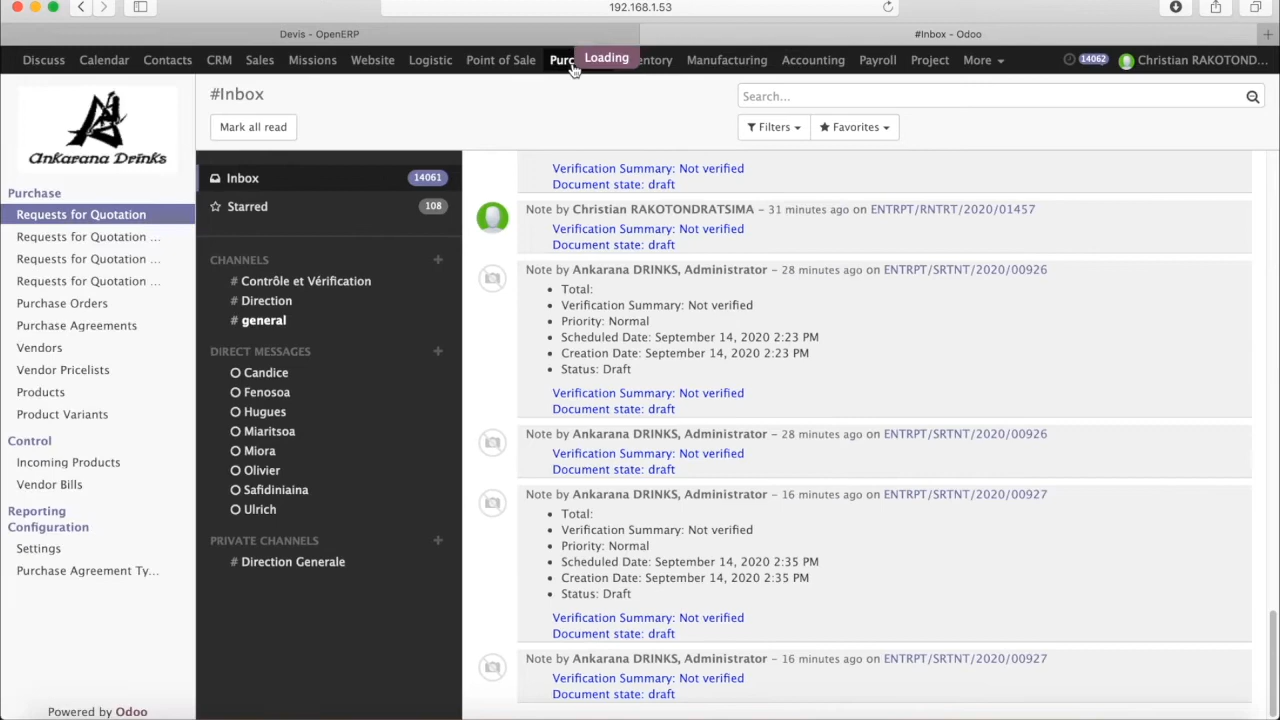 192.168.1.53
Devis - OpenERP
#Inbox - Odoo
Discuss Calendar Contacts CRM Sales Missions Website Logistic Point of Sale Purc Loading entory Manufacturing Accounting Payroll Project More 14062 Christian RAKOTOND...
Ankarana Drinks
Purchase
Requests for Quotation
Requests for Quotation ...
Requests for Quotation ...
Requests for Quotation ...
Purchase Orders
Purchase Agreements
Vendors
Vendor Pricelists
Products
Product Variants
Control
Incoming Products
Vendor Bills
Reporting
Configuration
Settings
Purchase Agreement Ty...
Powered by Odoo
#Inbox
Search...
Mark all read
Filters
Favorites
Inbox 14061
Starred 108
CHANNELS +
# Contrôle et Vérification
# Direction
# general
DIRECT MESSAGES +
Candice
Fenosoa
Hugues
Miaritsoa
Miora
Olivier
Safidiniaina
Ulrich
PRIVATE CHANNELS +
# Direction Generale
Verification Summary: Not verified
Document state: draft
Note by Christian RAKOTONDRATSIMA – 31 minutes ago on ENTRPT/RNTRT/2020/01457
Verification Summary: Not verified
Document state: draft
Note by Ankarana DRINKS, Administrator – 28 minutes ago on ENTRPT/SRTNT/2020/00926
• Total:
• Verification Summary: Not verified
• Priority: Normal
• Scheduled Date: September 14, 2020 2:23 PM
• Creation Date: September 14, 2020 2:23 PM
• Status: Draft
Verification Summary: Not verified
Document state: draft
Note by Ankarana DRINKS, Administrator – 28 minutes ago on ENTRPT/SRTNT/2020/00926
Verification Summary: Not verified
Document state: draft
Note by Ankarana DRINKS, Administrator – 16 minutes ago on ENTRPT/SRTNT/2020/00927
• Total:
• Verification Summary: Not verified
• Priority: Normal
• Scheduled Date: September 14, 2020 2:35 PM
• Creation Date: September 14, 2020 2:35 PM
• Status: Draft
Verification Summary: Not verified
Document state: draft
Note by Ankarana DRINKS, Administrator – 16 minutes ago on ENTRPT/SRTNT/2020/00927
Verification Summary: Not verified
Document state: draft